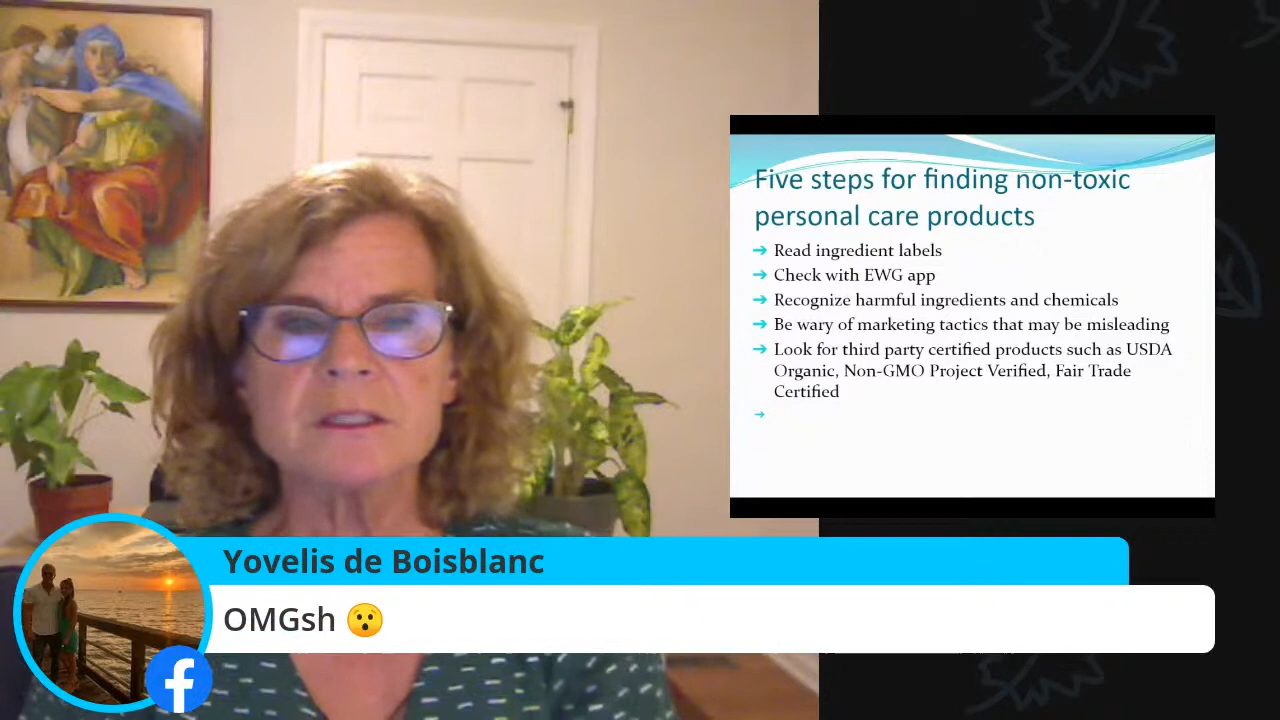 Five steps for finding non-toxic
personal care products
➔ Read ingredient labels
➔ Check with EWG app
➔ Recognize harmful ingredients and chemicals
➔ Be wary of marketing tactics that may be misleading
➔ Look for third party certified products such as USDA
Organic, Non-GMO Project Verified, Fair Trade
Certified
➔
Yovelis de Boisblanc
OMGsh 😯